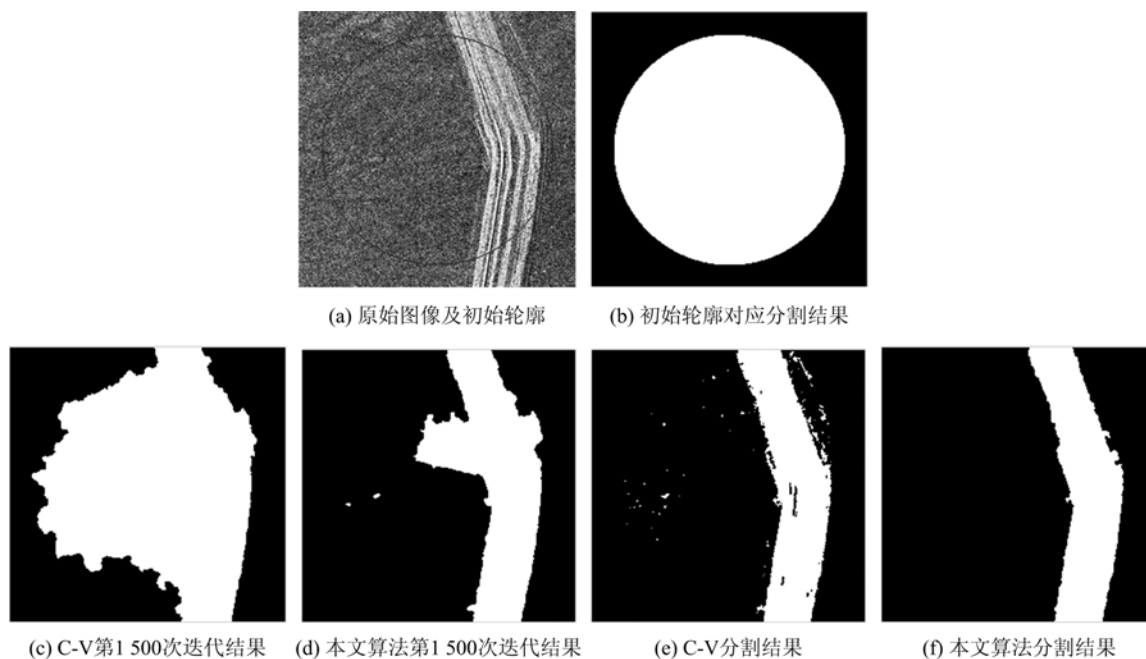 (a) 原始图像及初始轮廓
(b) 初始轮廓对应分割结果
(c) C-V第1 500次迭代结果
(d) 本文算法第1 500次迭代结果
(e) C-V分割结果
(f) 本文算法分割结果